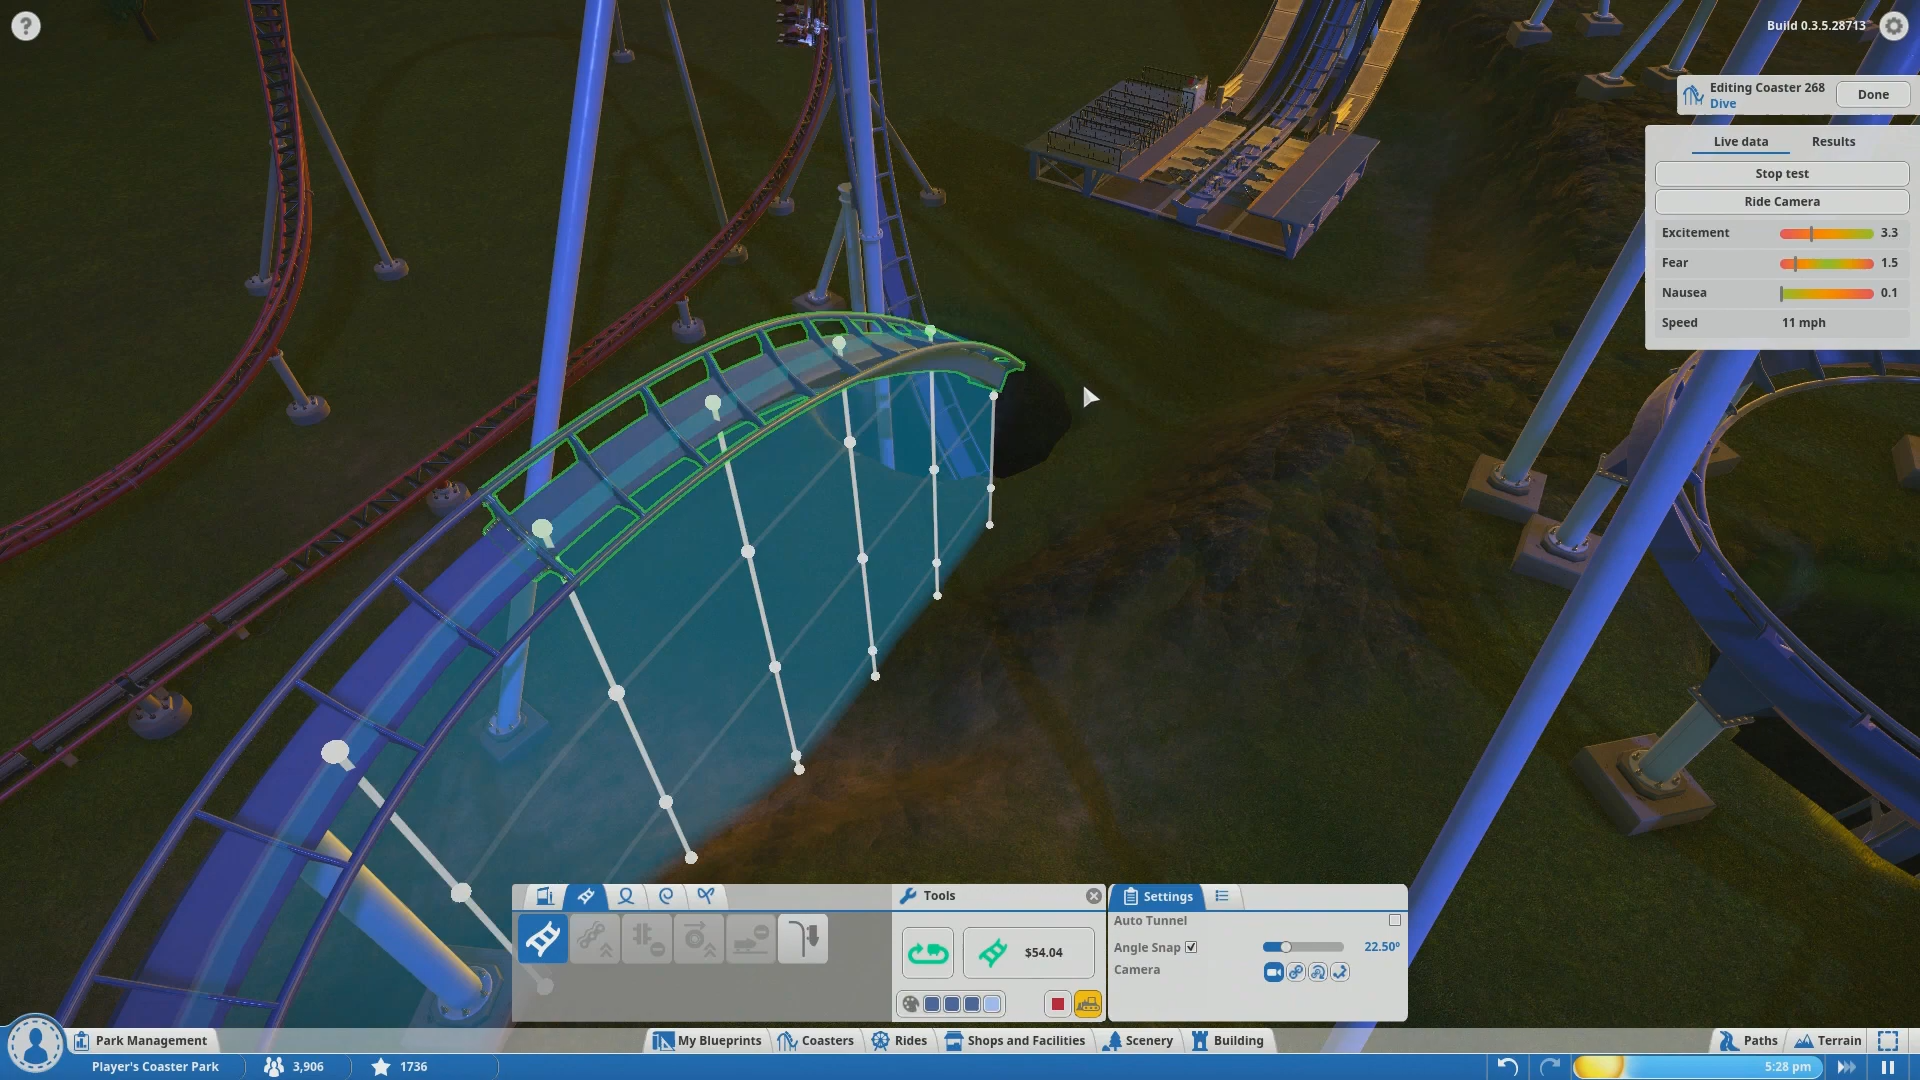 ?
Build 0.3.5.28713
Editing Coaster 268
Dive
Done
Live data Results
Stop test
Ride Camera
Excitement 3.3
Fear 1.5
Nausea 0.1
Speed 11 mph
Tools
$54.04
Settings
Auto Tunnel
Angle Snap 22.50°
Camera
Park Management My Blueprints Coasters Rides Shops and Facilities Scenery Building Paths Terrain
Player's Coaster Park 3,906 1736 5:28 pm